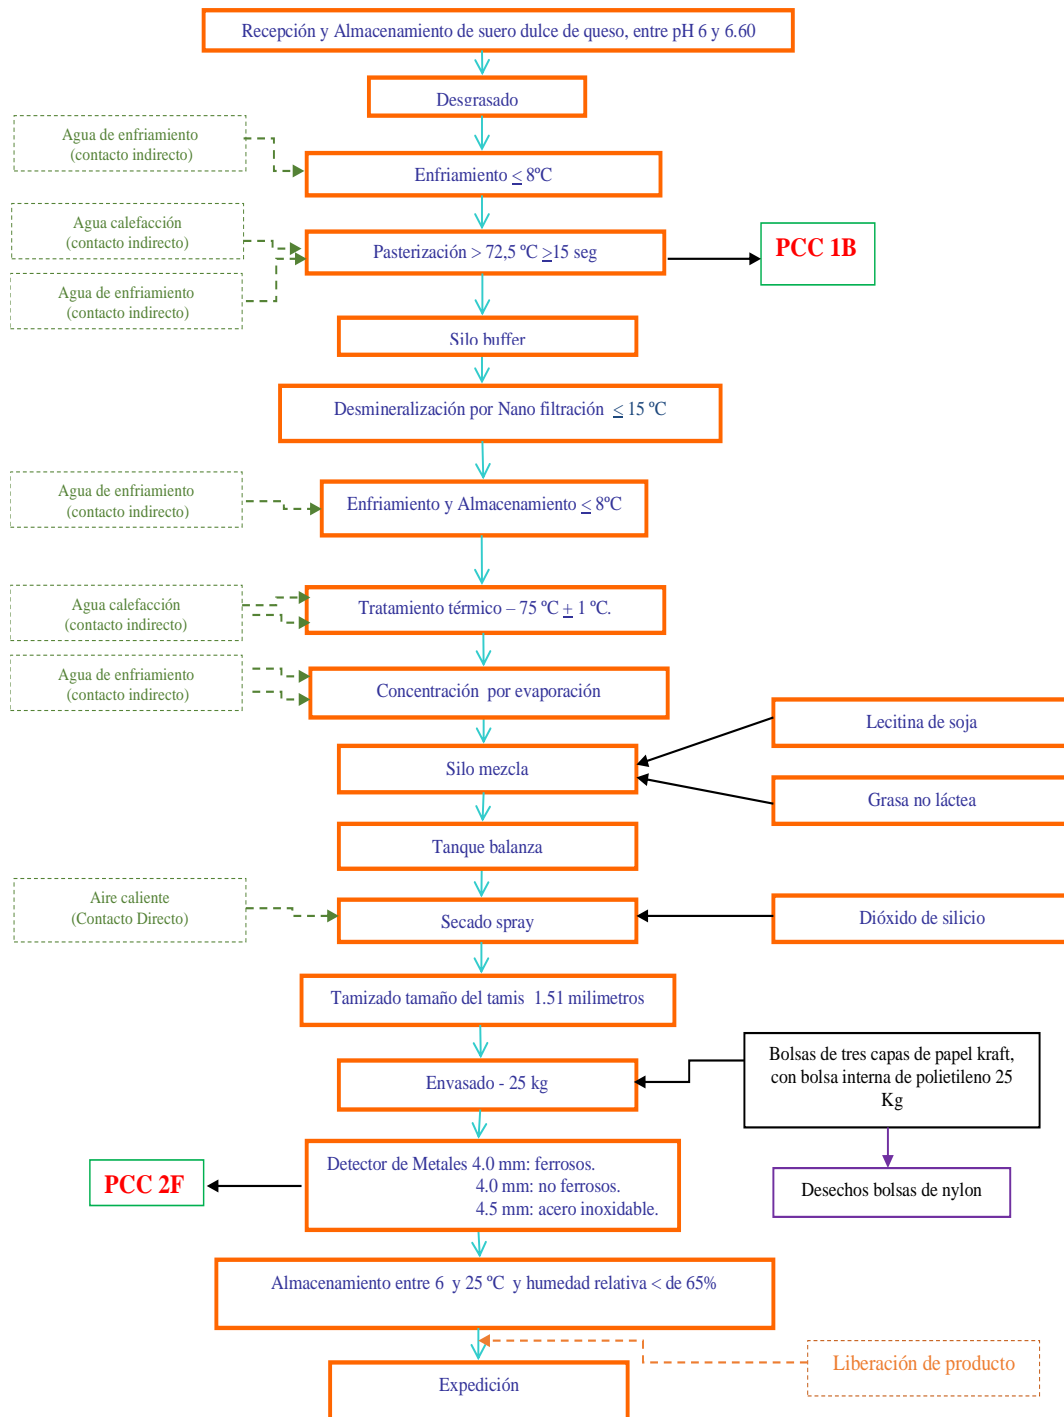 Recepción y Almacenamiento de suero dulce de queso, entre pH 6 y 6.60
Desgrasado
Agua de enfriamiento
(contacto indirecto)
Enfriamiento ≤ 8ºC
Agua calefacción
(contacto indirecto)
Pasterización > 72,5 ºC ≥15 seg
PCC 1B
Agua de enfriamiento
(contacto indirecto)
Silo buffer
Desmineralización por Nano filtración ≤ 15 ºC
Agua de enfriamiento
(contacto indirecto)
Enfriamiento y Almacenamiento ≤ 8ºC
Agua calefacción
(contacto indirecto)
Tratamiento térmico – 75 ºC ± 1 ºC.
Agua de enfriamiento
(contacto indirecto)
Concentración por evaporación
Lecitina de soja
Silo mezcla
Grasa no láctea
Tanque balanza
Aire caliente
(Contacto Directo)
Secado spray
Dióxido de silicio
Tamizado tamaño del tamis 1.51 milimetros
Envasado - 25 kg
Bolsas de tres capas de papel kraft,
con bolsa interna de polietileno 25
Kg
Detector de Metales 4.0 mm: ferrosos.
4.0 mm: no ferrosos.
4.5 mm: acero inoxidable.
PCC 2F
Desechos bolsas de nylon
Almacenamiento entre 6 y 25 ºC y humedad relativa < de 65%
Liberación de producto
Expedición